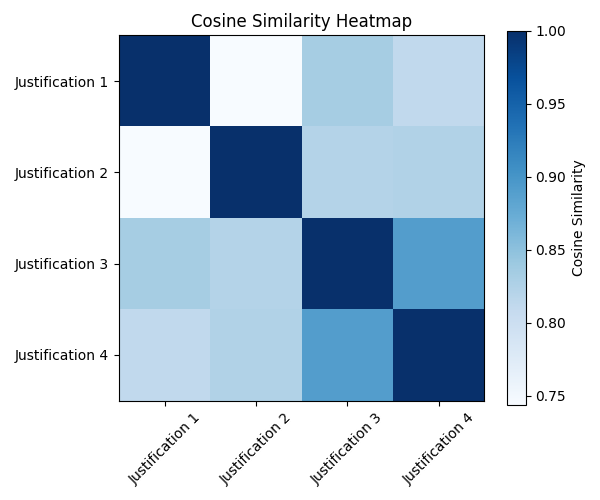 Cosine Similarity Heatmap
Justification 1
Justification 2
Justification 3
Justification 4
Justification 1
Justification 2
Justification 3
Justification 4
1.00
0.95
0.90
0.85
0.80
0.75
Cosine Similarity